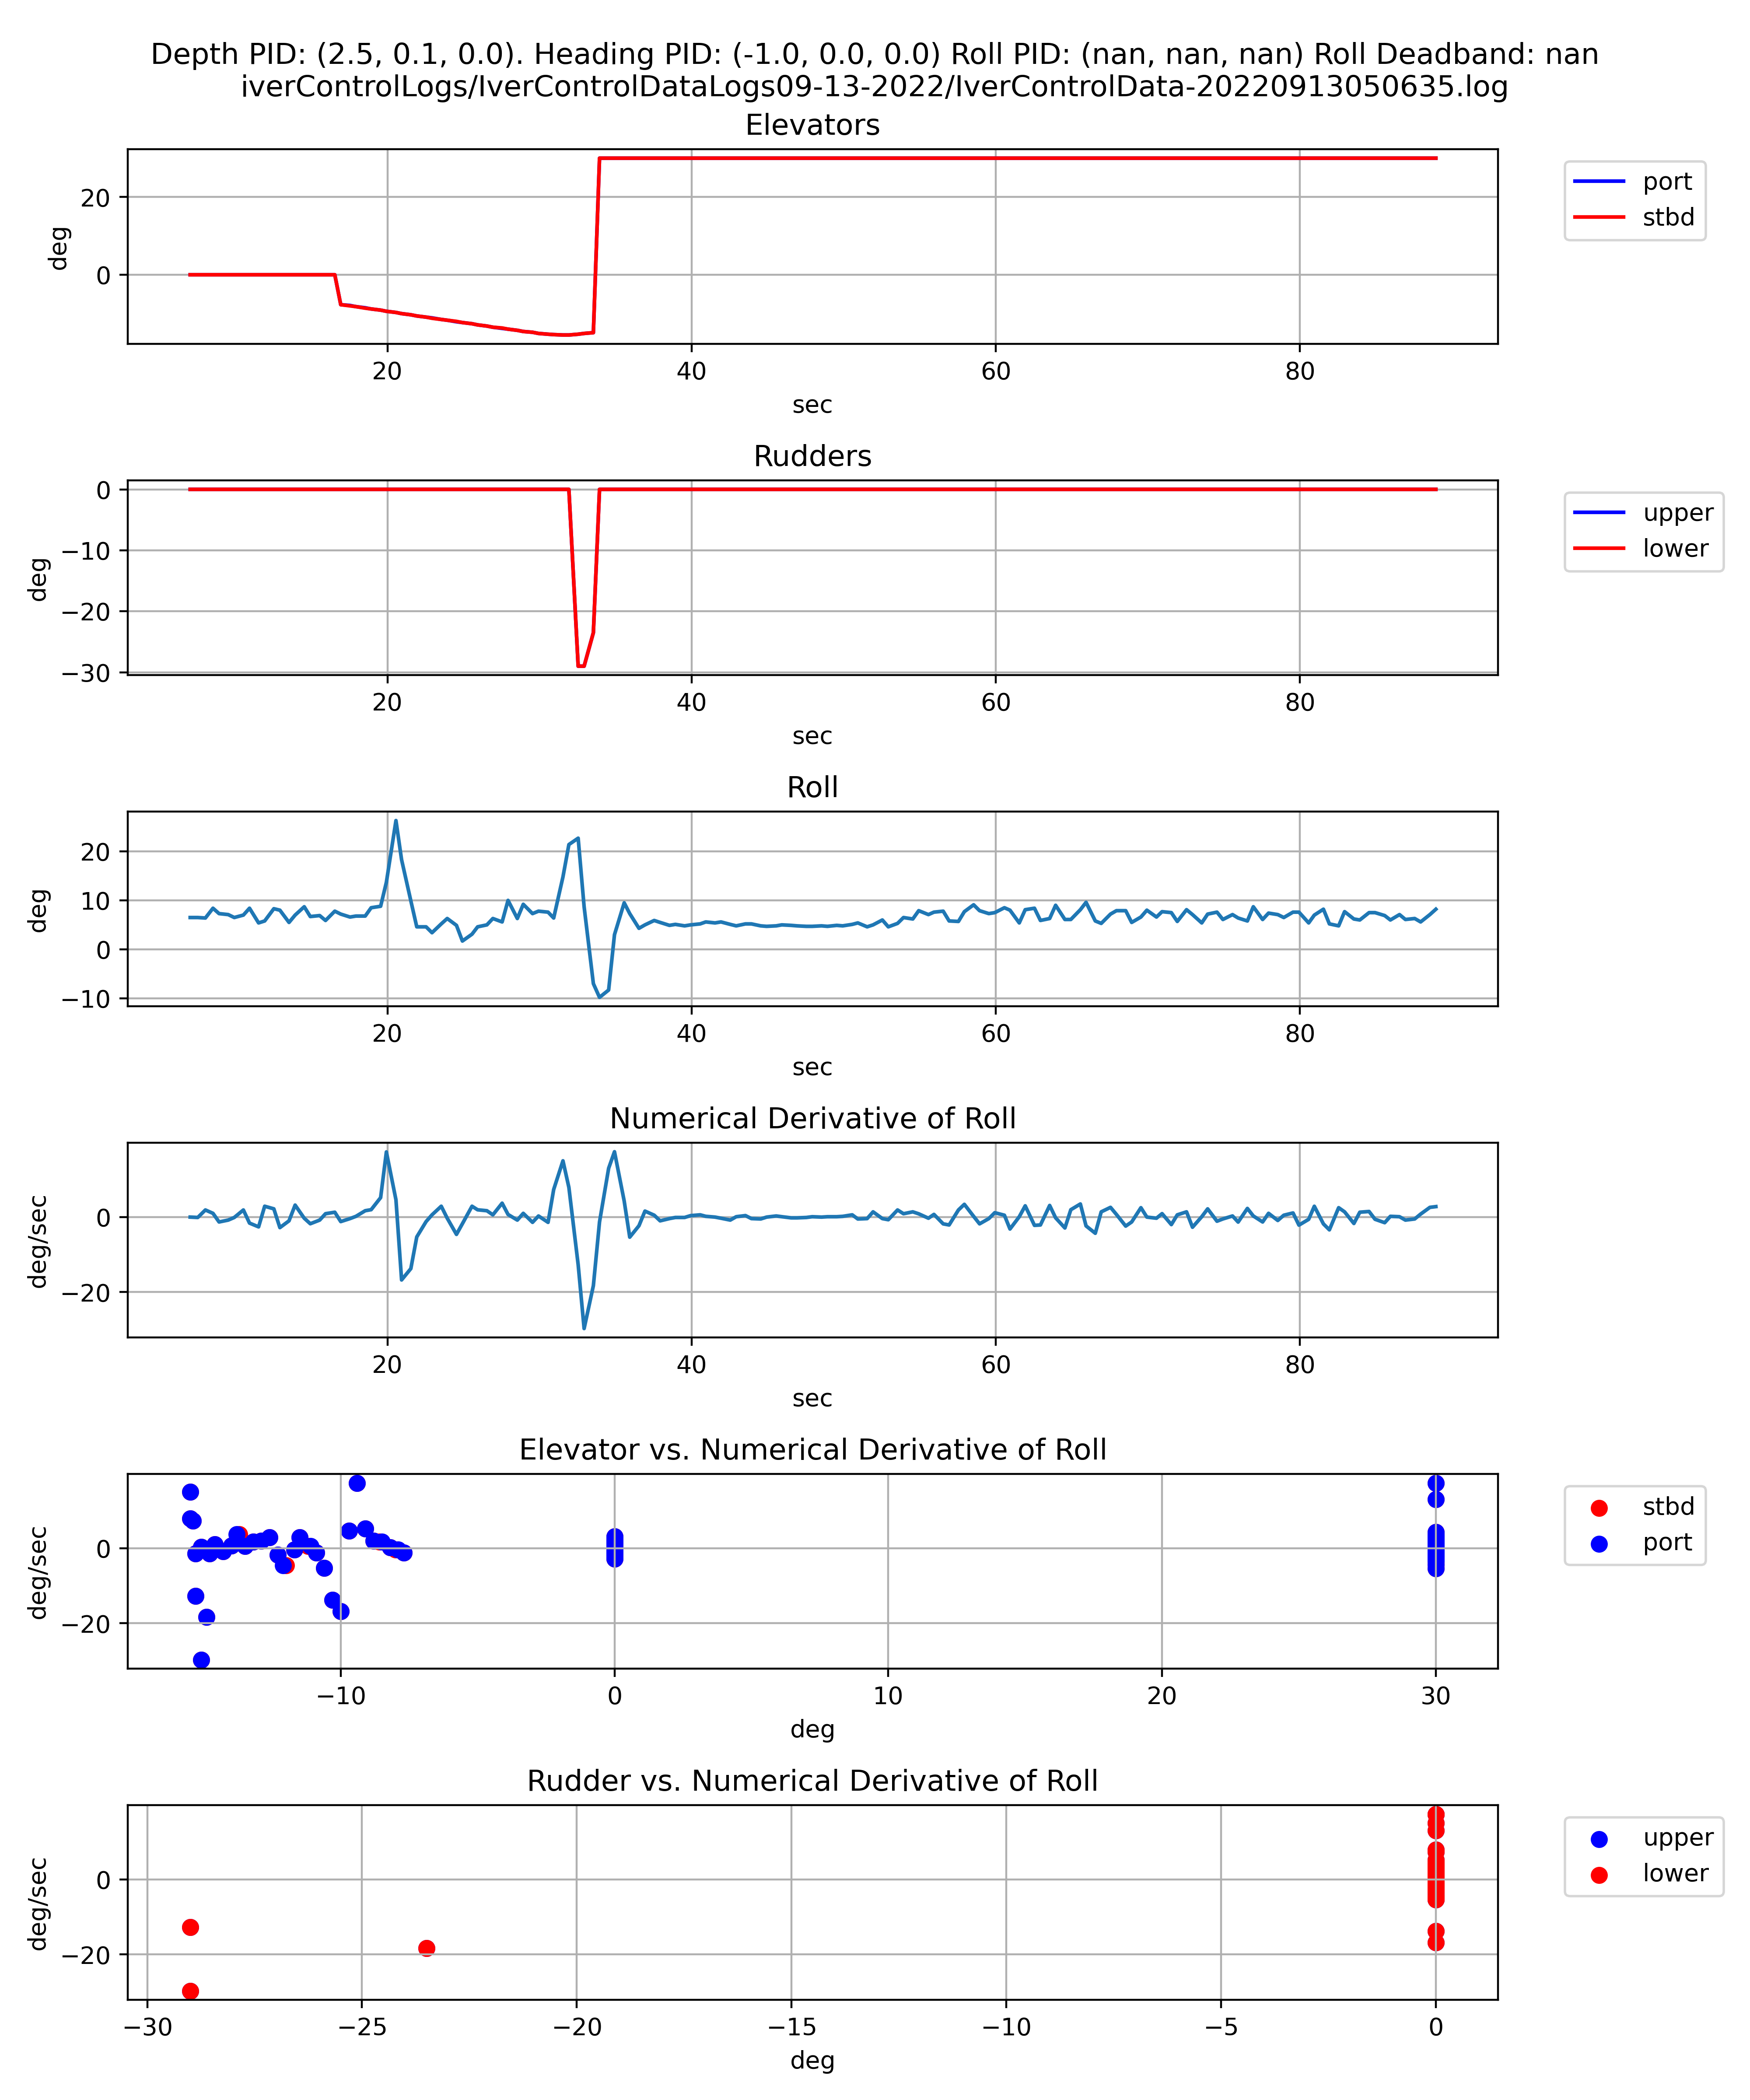 Depth PID: (2.5, 0.1, 0.0). Heading PID: (-1.0, 0.0, 0.0) Roll PID: (nan, nan, nan) Roll Deadband: nan
iverControlLogs/IverControlDataLogs09-13-2022/IverControlData-20220913050635.log
Elevators
20
0
deg
20 40 60 80
sec
port
stbd
Rudders
0
−10
−20
−30
deg
20 40 60 80
sec
upper
lower
Roll
20
10
0
−10
deg
20 40 60 80
sec
Numerical Derivative of Roll
0
−20
deg/sec
20 40 60 80
sec
Elevator vs. Numerical Derivative of Roll
0
−20
deg/sec
−10 0 10 20 30
deg
stbd
port
Rudder vs. Numerical Derivative of Roll
0
−20
deg/sec
−30 −25 −20 −15 −10 −5 0
deg
upper
lower